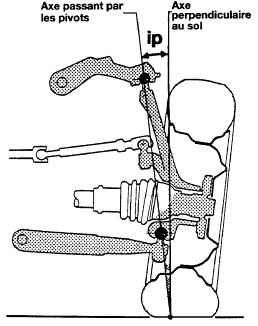 Axe passant par
les pivots
Axe
perpendiculaire
au sol
ip